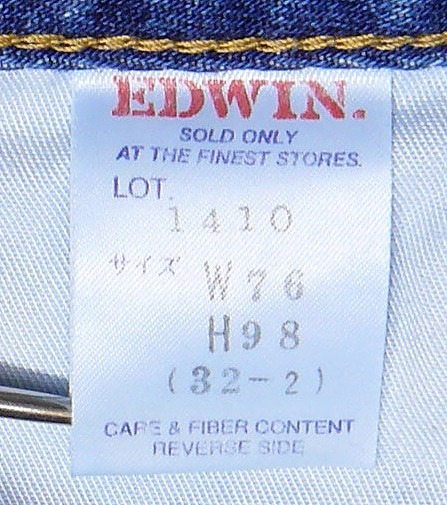 EDWIN.
SOLD ONLY
AT THE FINEST STORES.
LOT.
1410
サイズ W76
H98
(32-2)
CARE & FIBER CONTENT
REVERSE SIDE